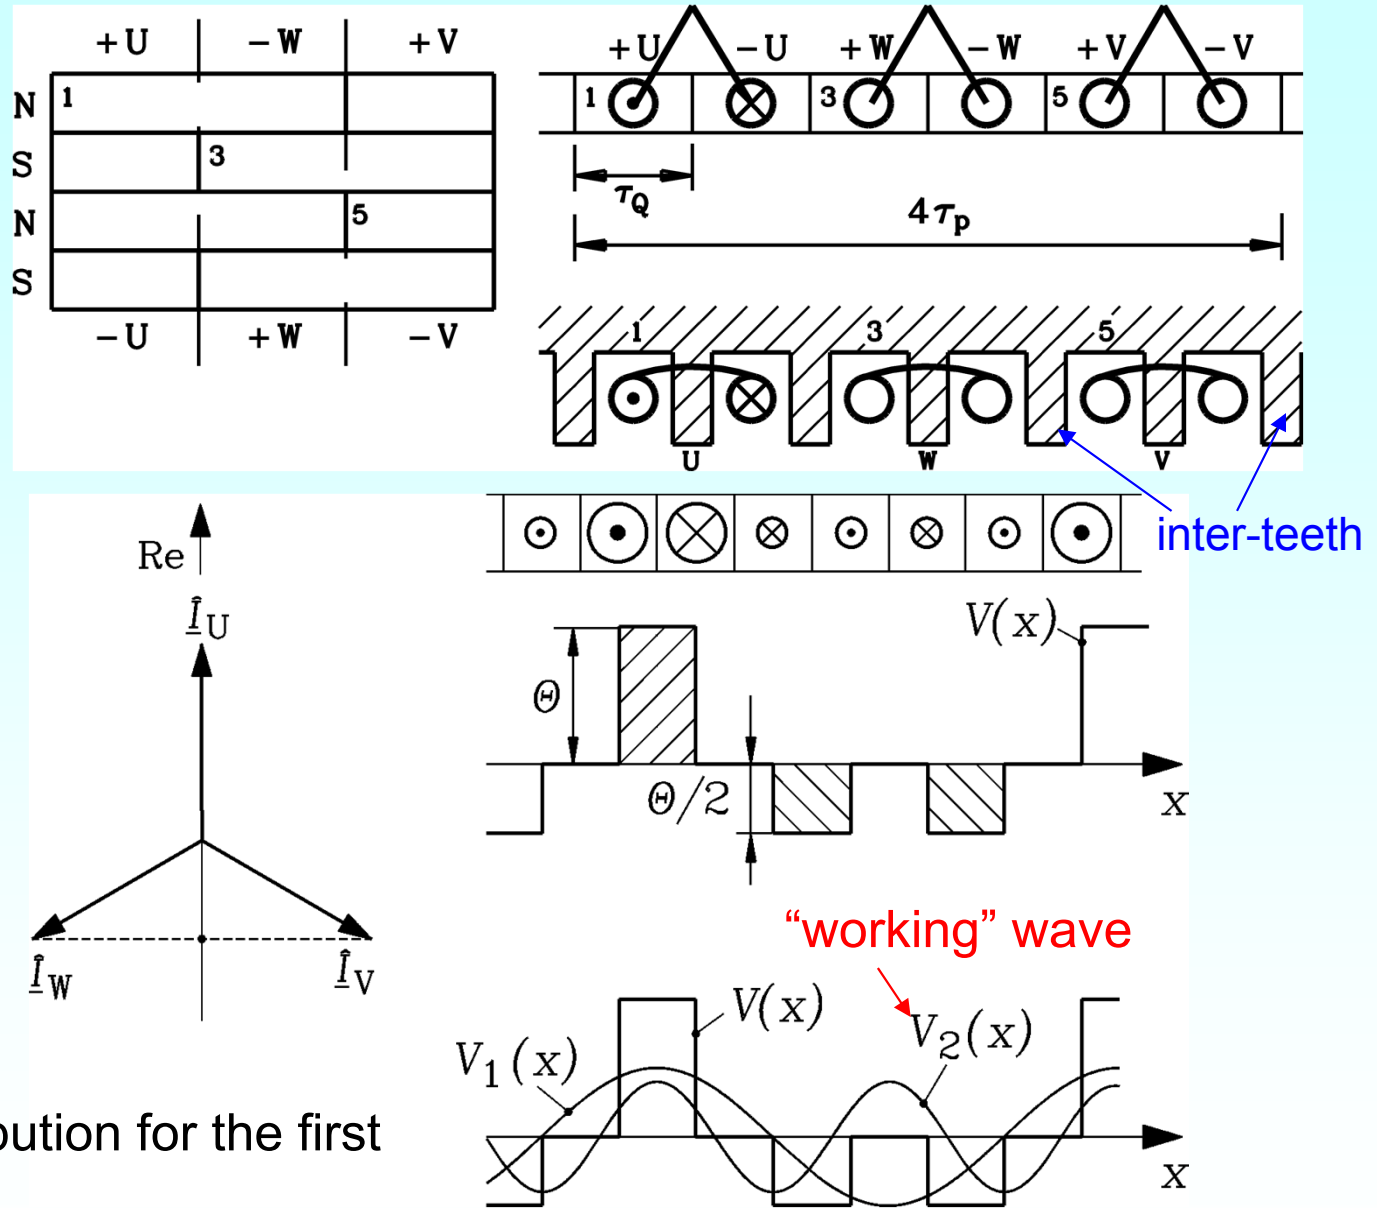 +U −W +V
N 1
S 3
N 5
S
−U +W −V
+U −U +W −W +V −V
1 3 5
τQ
4τp
1 3 5
U W V
inter-teeth
Re
ÎU
ÎW ÎV
V(x)
Θ
Θ/2
x
“working” wave
V(x)
V1(x) V2(x)
x
bution for the first